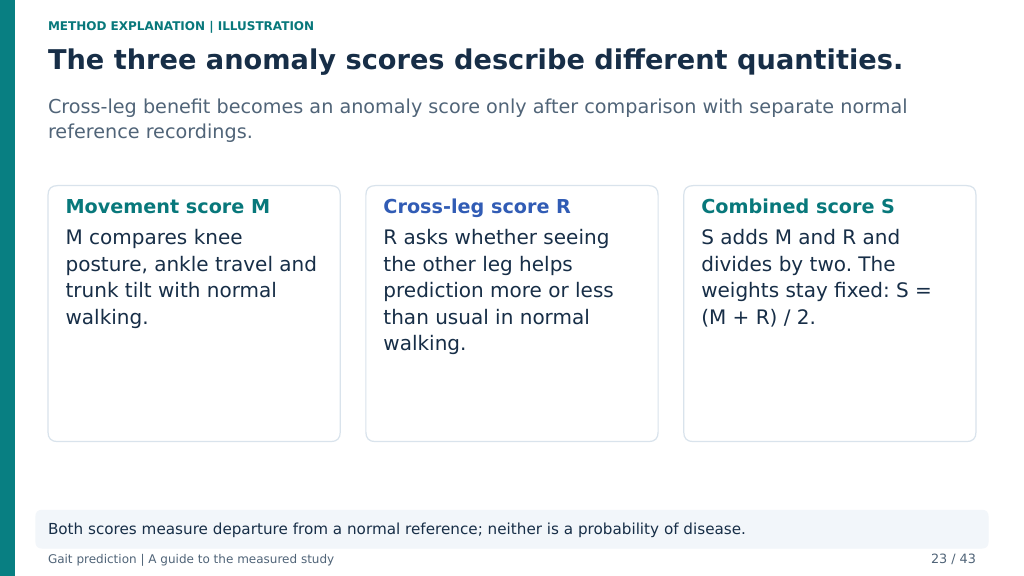 METHOD EXPLANATION | ILLUSTRATION
The three anomaly scores describe different quantities.
Cross-leg benefit becomes an anomaly score only after comparison with separate normal
reference recordings.
Movement score M
M compares knee
posture, ankle travel and
trunk tilt with normal
walking.
Cross-leg score R
R asks whether seeing
the other leg helps
prediction more or less
than usual in normal
walking.
Combined score S
S adds M and R and
divides by two. The
weights stay fixed: S =
(M + R) / 2.
Both scores measure departure from a normal reference; neither is a probability of disease.
Gait prediction | A guide to the measured study
23 / 43